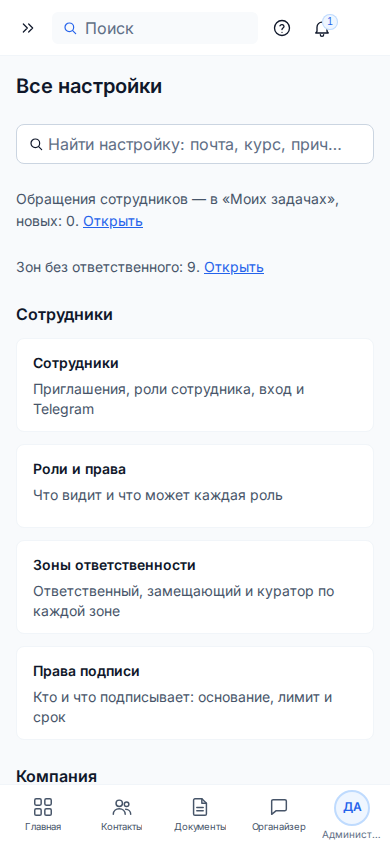 Поиск
1
Все настройки
Найти настройку: почта, курс, прич...
Обращения сотрудников — в «Моих задачах»,
новых: 0. Открыть
Зон без ответственного: 9. Открыть
Сотрудники
Сотрудники
Приглашения, роли сотрудника, вход и
Telegram
Роли и права
Что видит и что может каждая роль
Зоны ответственности
Ответственный, замещающий и куратор по
каждой зоне
Права подписи
Кто и что подписывает: основание, лимит и
срок
Компания
ДА
Главная
Контакты
Документы
Органайзер
Админист...